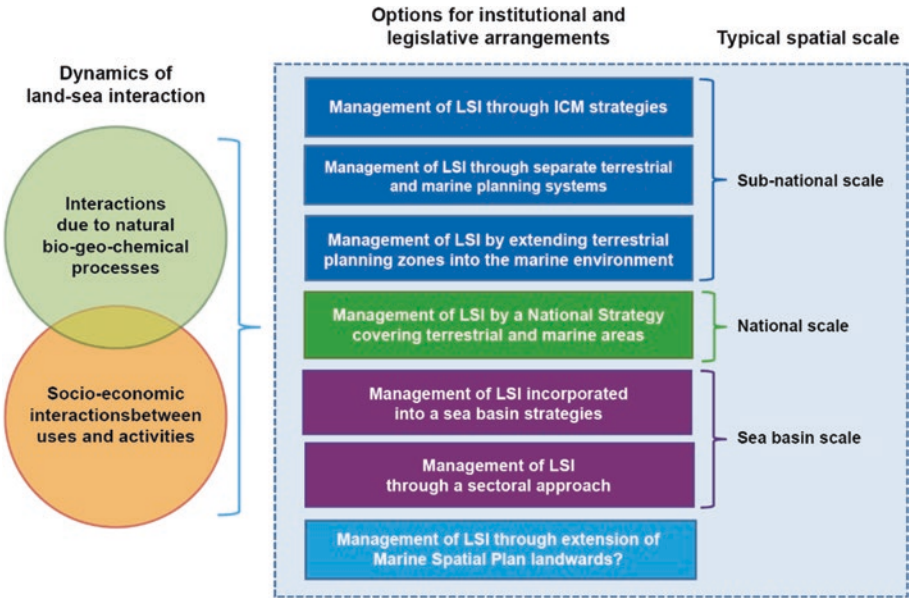 Dynamics of
land-sea interaction
Interactions
due to natural
bio-geo-chemical
processes
Socio-economic
interactionsbetween
uses and activities
Options for institutional and
legislative arrangements
Management of LSI through ICM strategies
Management of LSI through separate terrestrial
and marine planning systems
Management of LSI by extending terrestrial
planning zones into the marine environment
Management of LSI by a National Strategy
covering terrestrial and marine areas
Management of LSI incorporated
into a sea basin strategies
Management of LSI
through a sectoral approach
Management of LSI through extension of
Marine Spatial Plan landwards?
Typical spatial scale
Sub-national scale
National scale
Sea basin scale